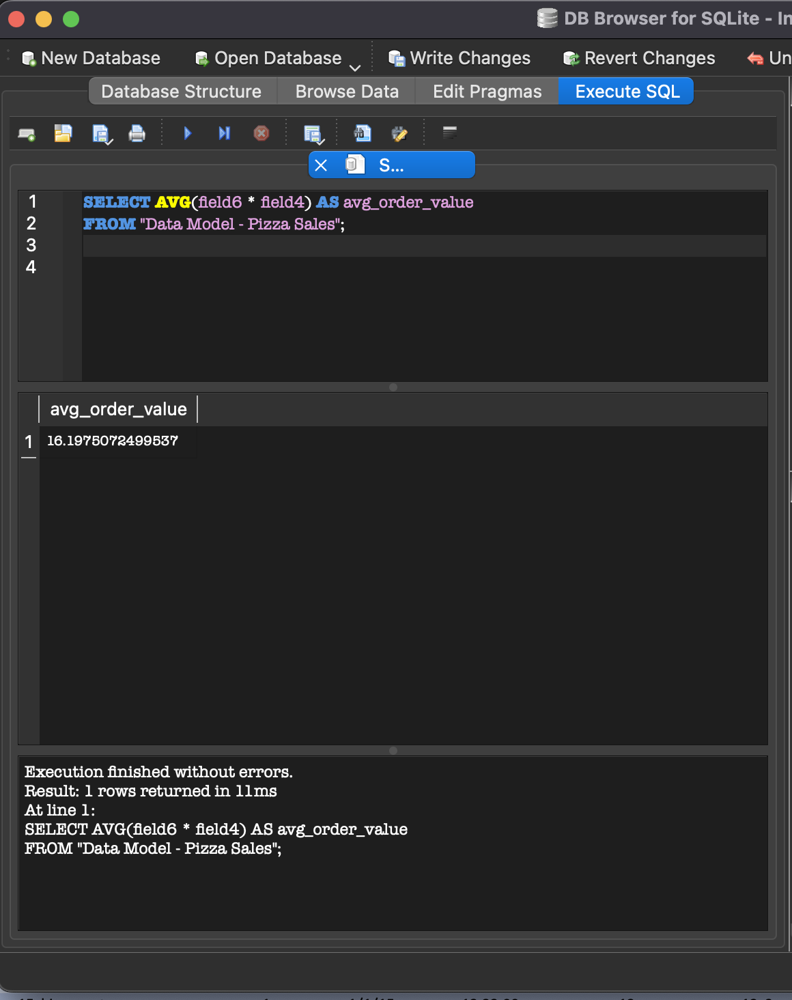 DB Browser for SQLite - In
New Database Open Database Write Changes Revert Changes Un
Database Structure Browse Data Edit Pragmas Execute SQL
S...
1 SELECT AVG(field6 * field4) AS avg_order_value
2 FROM "Data Model - Pizza Sales";
3
4
avg_order_value
1 16.1975072499537
Execution finished without errors.
Result: 1 rows returned in 11ms
At line 1:
SELECT AVG(field6 * field4) AS avg_order_value
FROM "Data Model - Pizza Sales";